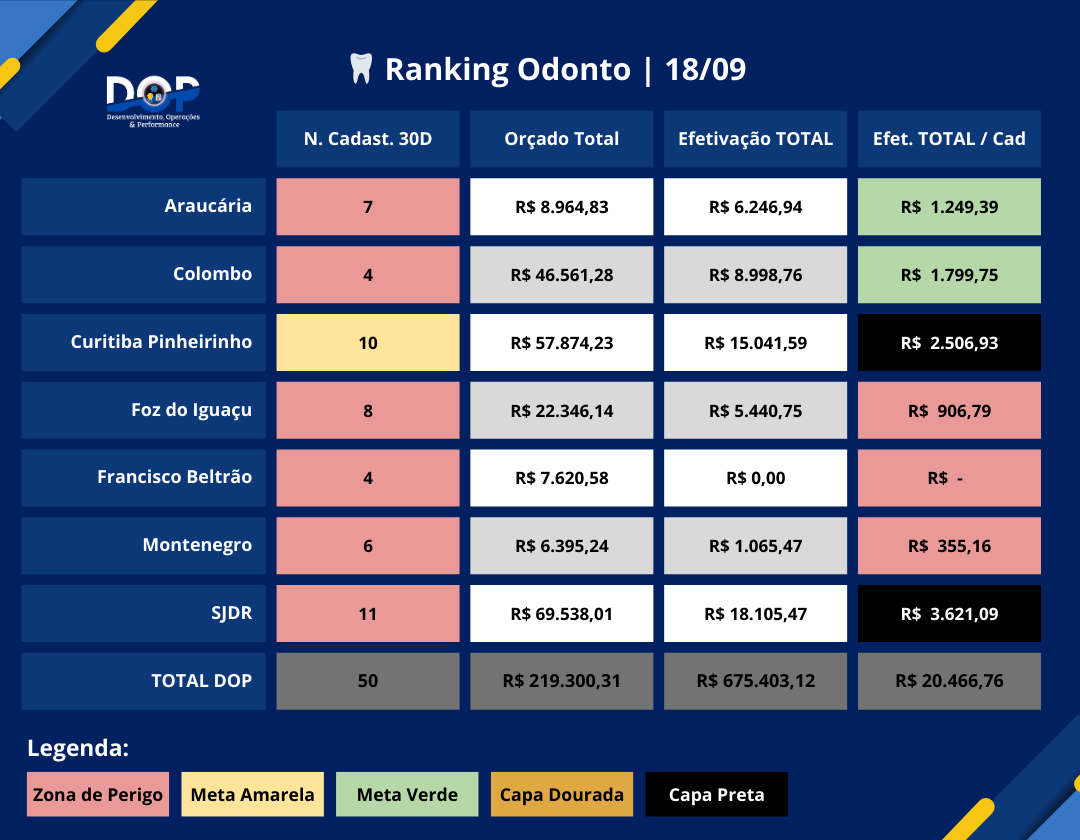 Ranking Odonto | 18/09
DOP
Desenvolvimento, Operações
& Performance
N. Cadast. 30D Orçado Total Efetivação TOTAL Efet. TOTAL / Cad
Araucária 7 R$ 8.964,83 R$ 6.246,94 R$ 1.249,39
Colombo 4 R$ 46.561,28 R$ 8.998,76 R$ 1.799,75
Curitiba Pinheirinho 10 R$ 57.874,23 R$ 15.041,59 R$ 2.506,93
Foz do Iguaçu 8 R$ 22.346,14 R$ 5.440,75 R$ 906,79
Francisco Beltrão 4 R$ 7.620,58 R$ 0,00 R$ -
Montenegro 6 R$ 6.395,24 R$ 1.065,47 R$ 355,16
SJDR 11 R$ 69.538,01 R$ 18.105,47 R$ 3.621,09
TOTAL DOP 50 R$ 219.300,31 R$ 675.403,12 R$ 20.466,76
Legenda:
Zona de Perigo Meta Amarela Meta Verde Capa Dourada Capa Preta